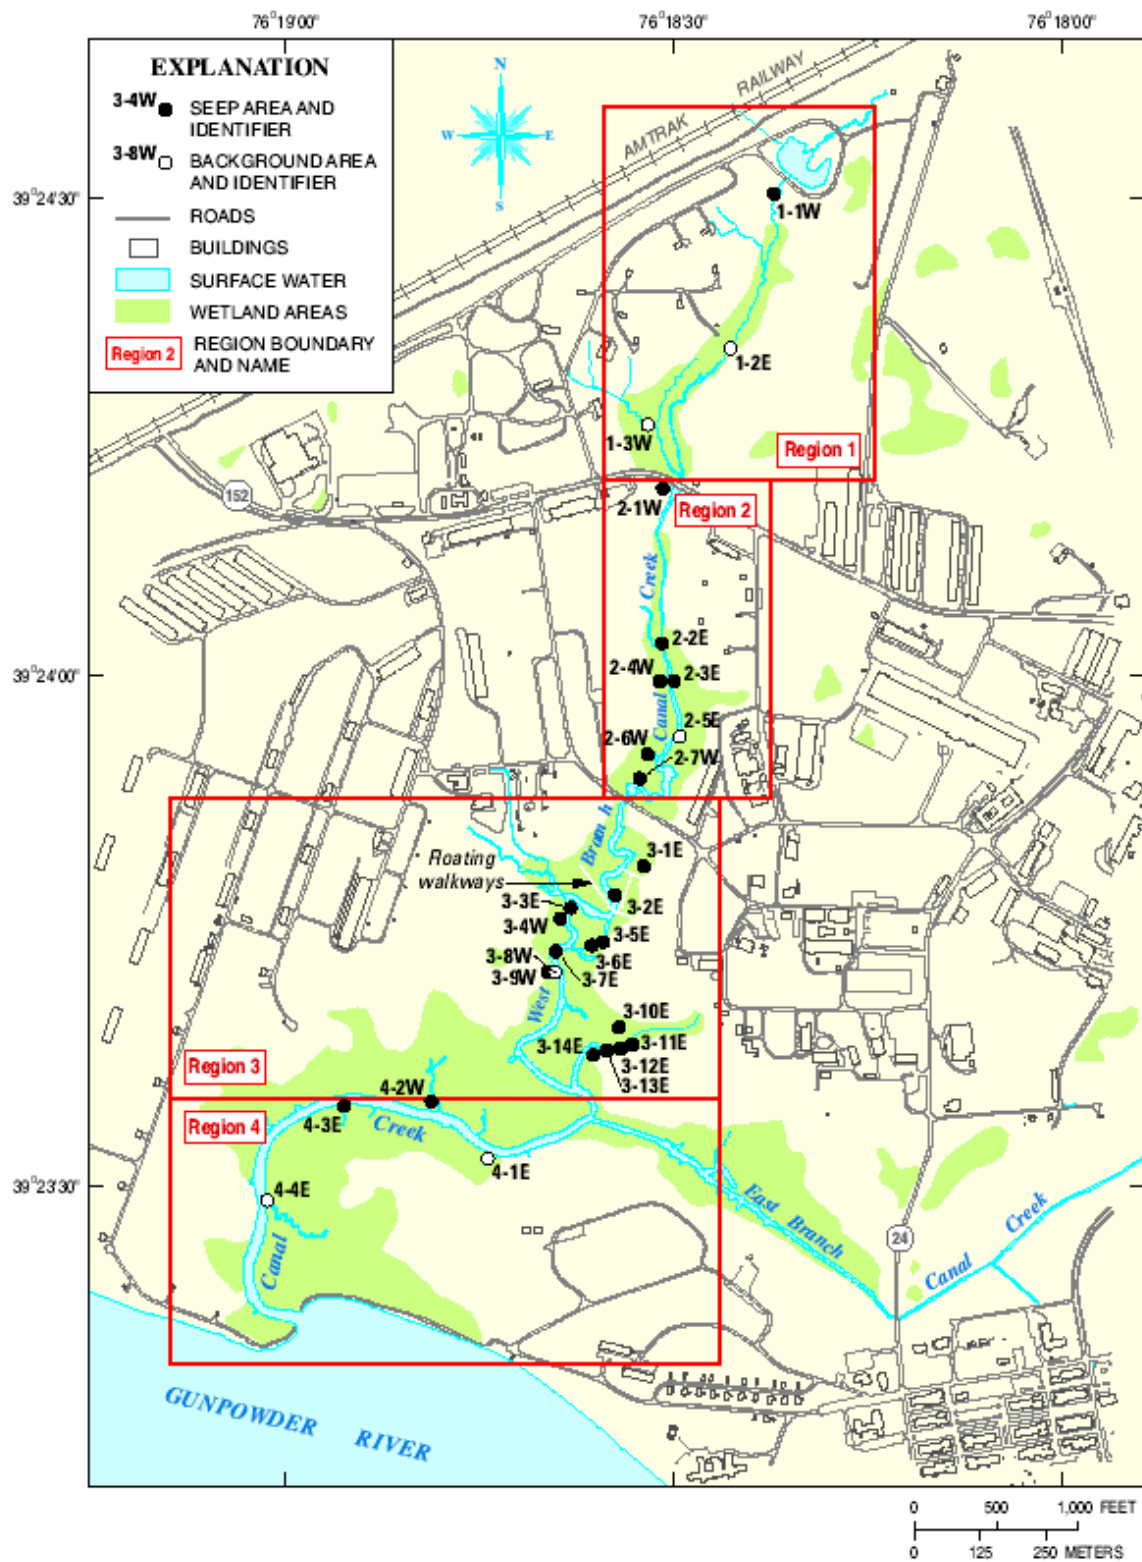 76°19'00"
76°18'30"
76°18'00"
EXPLANATION
3-4W
SEEP AREA AND
IDENTIFIER
3-8W
BACKGROUND AREA
AND IDENTIFIER
ROADS
BUILDINGS
SURFACE WATER
WETLAND AREAS
Region 2
REGION BOUNDARY
AND NAME
N
W
E
S
AMTRAK
RAILWAY
39°24'30"
1-1W
1-2E
1-3W
Region 1
152
2-1W
Region 2
Creek
2-2E
39°24'00"
2-4W
2-3E
Canal
2-5E
2-6W
2-7W
Bran h
Roating
walkways
3-1E
3-3E
3-2E
3-4W
3-5E
3-8W
3-6E
3-9W
3-7E
West
3-10E
3-14E
3-11E
3-12E
3-13E
Region 3
4-2W
4-3E
Region 4
Creek
4-1E
39°23'30"
4-4E
East Branch
Canal
24
Canal Creek
GUNPOWDER RIVER
0 500 1,000 FEET
0 125 250 METERS